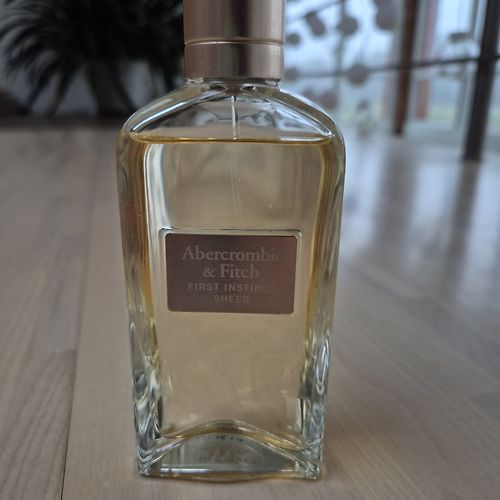 Abercrombie
& Fitch
FIRST INSTINCT
SHEER